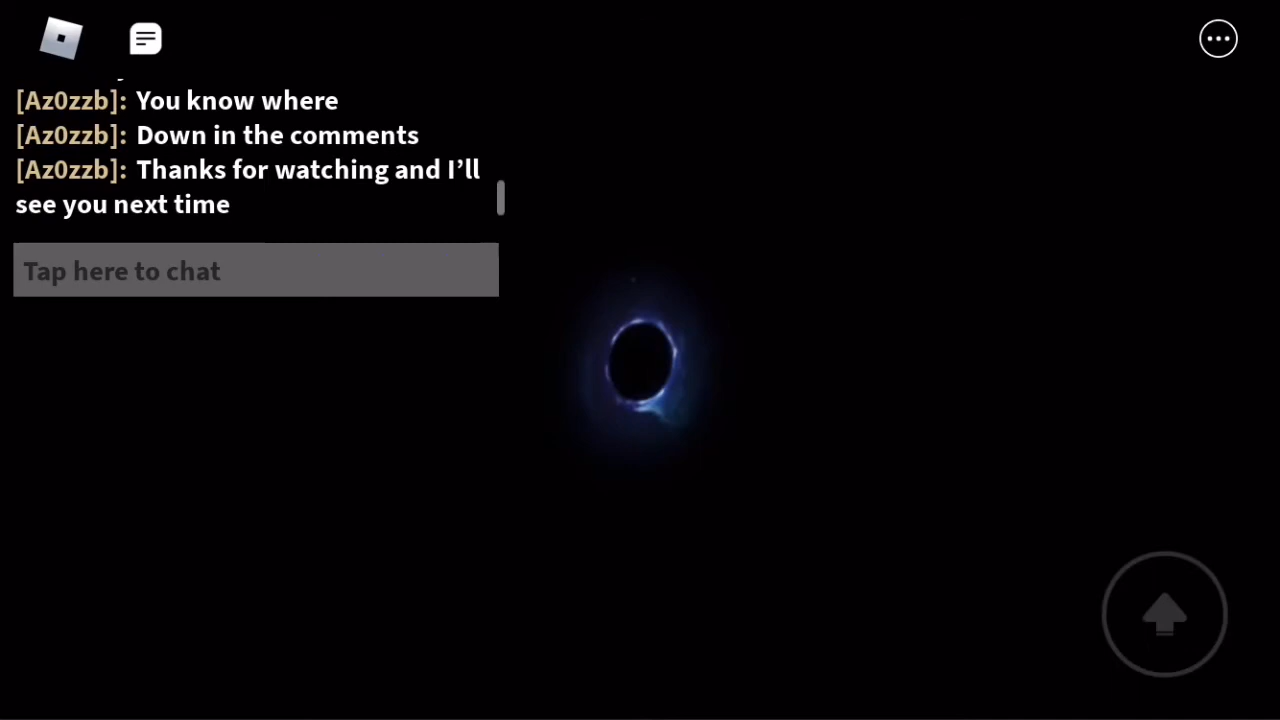 [Az0zzb]: You know where
[Az0zzb]: Down in the comments
[Az0zzb]: Thanks for watching and I’ll
see you next time
Tap here to chat